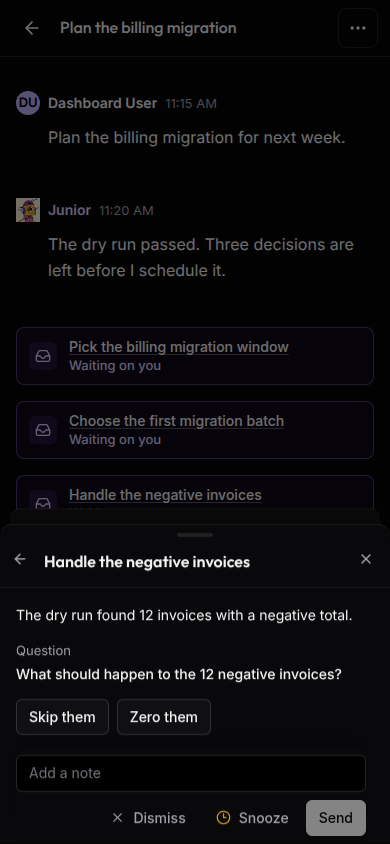 Plan the billing migration
DU Dashboard User 11:15 AM
Plan the billing migration for next week.
Junior 11:20 AM
The dry run passed. Three decisions are
left before I schedule it.
Pick the billing migration window
Waiting on you
Choose the first migration batch
Waiting on you
Handle the negative invoices
Handle the negative invoices
The dry run found 12 invoices with a negative total.
Question
What should happen to the 12 negative invoices?
Skip them Zero them
Add a note
Dismiss Snooze Send